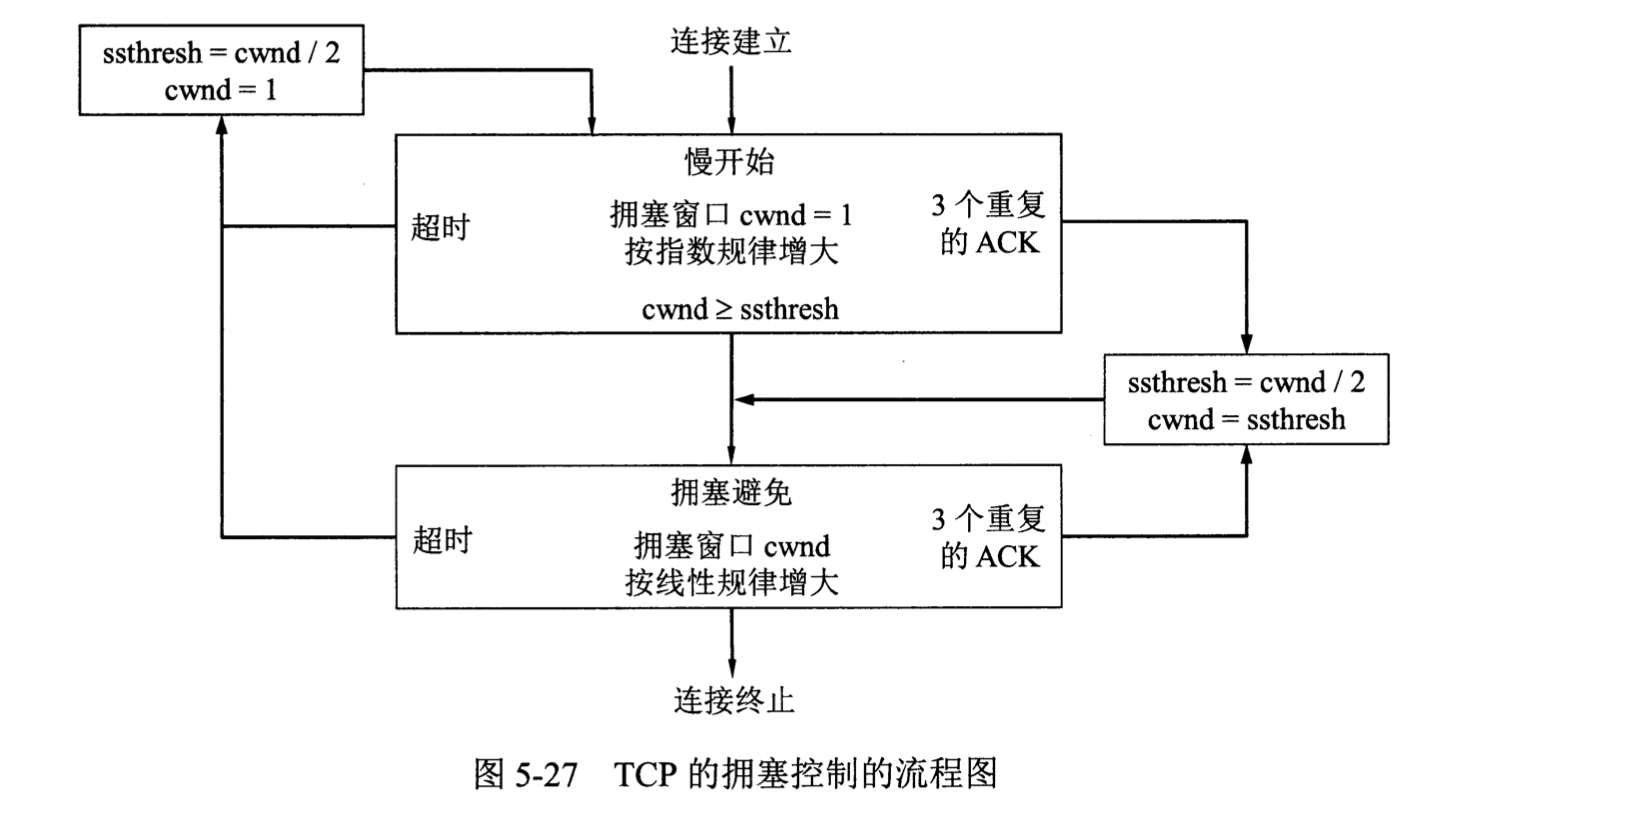 ssthresh = cwnd / 2
cwnd = 1
连接建立
慢开始
超时
拥塞窗口 cwnd = 1
按指数规律增大
3 个重复
的 ACK
cwnd ≥ ssthresh
ssthresh = cwnd / 2
cwnd = ssthresh
拥塞避免
超时
拥塞窗口 cwnd
按线性规律增大
3 个重复
的 ACK
连接终止
图 5-27 TCP 的拥塞控制的流程图